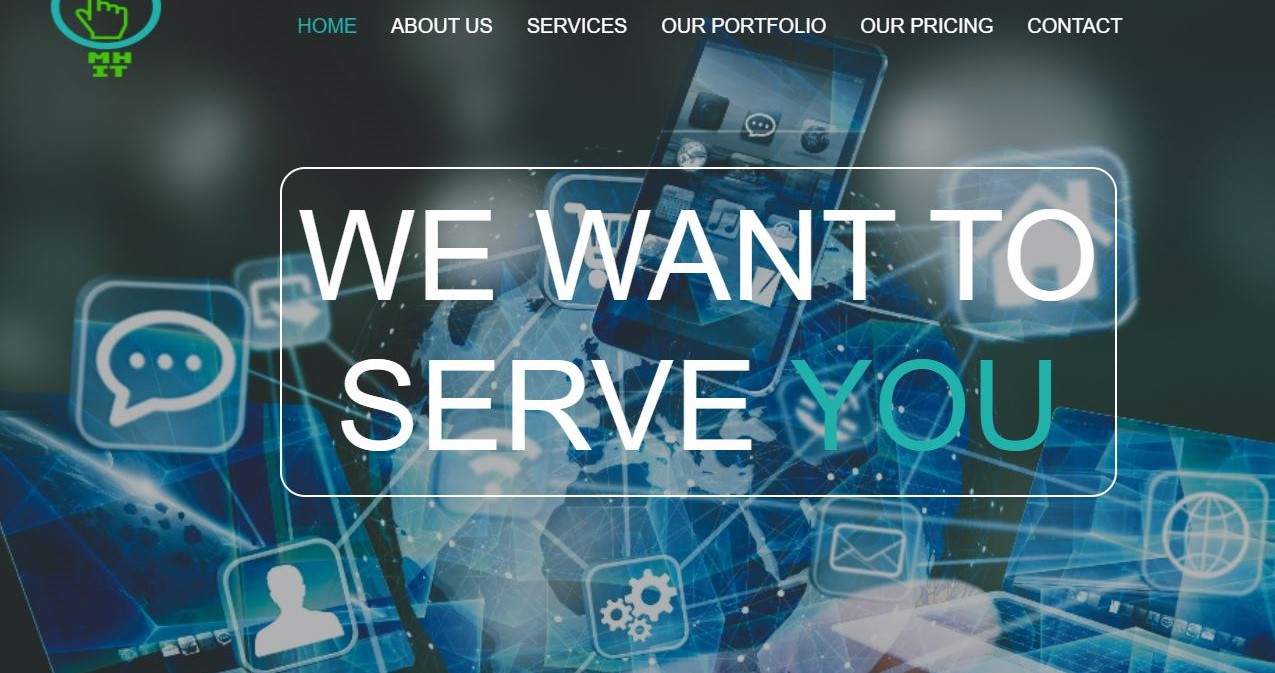 MH
IT
HOME ABOUT US SERVICES OUR PORTFOLIO OUR PRICING CONTACT
WE WANT TO
SERVE YOU